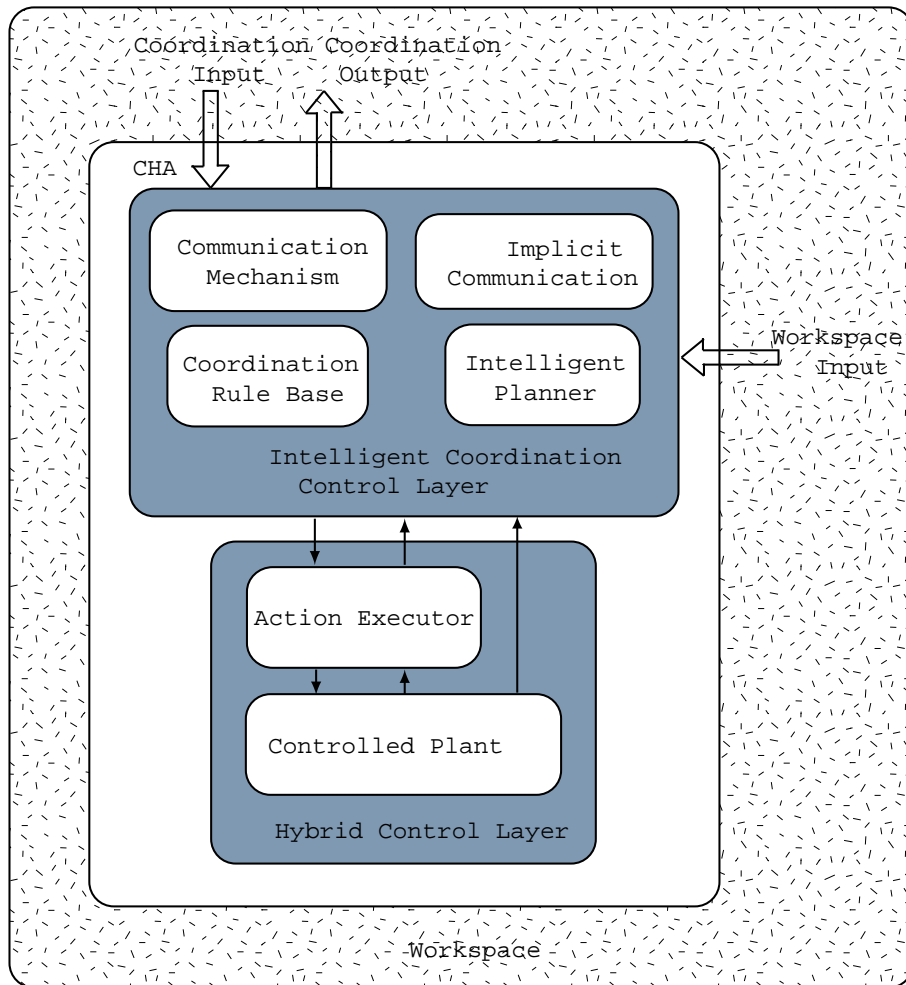 Coordination Coordination
Input Output
CHA
Communication
Mechanism
Implicit
Communication
Coordination
Rule Base
Intelligent
Planner
Workspace
Input
Intelligent Coordination
Control Layer
Action Executor
Controlled Plant
Hybrid Control Layer
Workspace